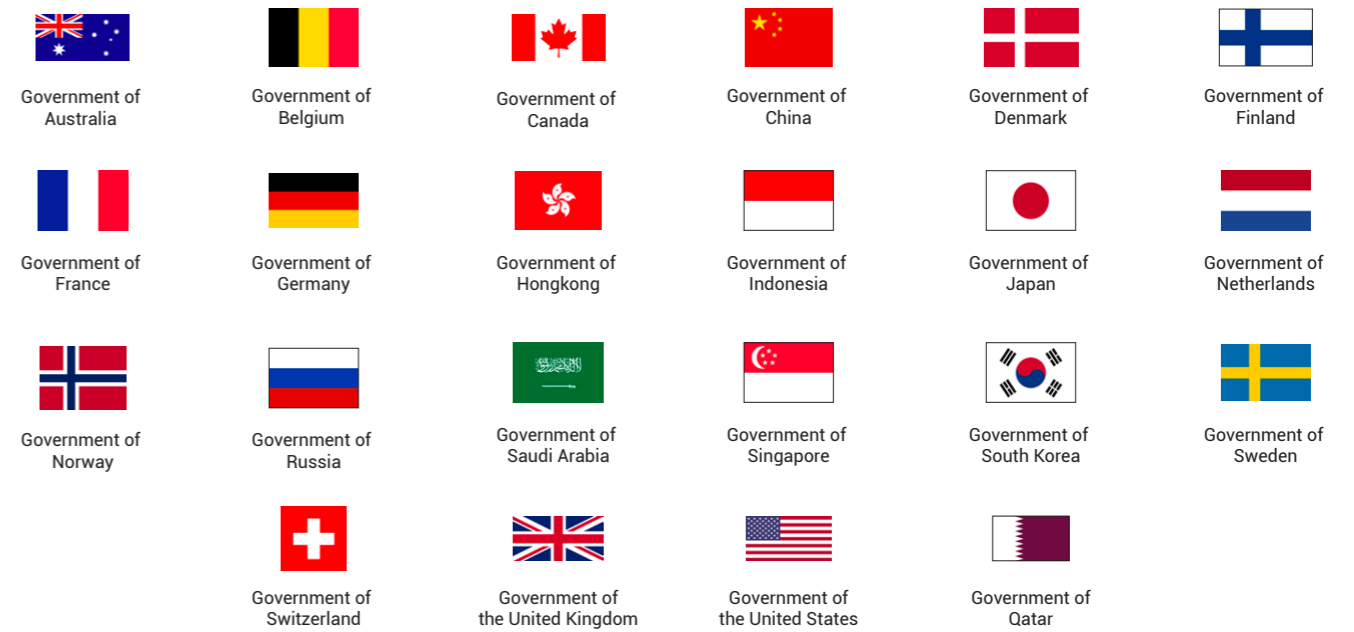 Government of
Australia
Government of
Belgium
Government of
Canada
Government of
China
Government of
Denmark
Government of
Finland
Government of
France
Government of
Germany
Government of
Hongkong
Government of
Indonesia
Government of
Japan
Government of
Netherlands
Government of
Norway
Government of
Russia
Government of
Saudi Arabia
Government of
Singapore
Government of
South Korea
Government of
Sweden
Government of
Switzerland
Government of
the United Kingdom
Government of
the United States
Government of
Qatar